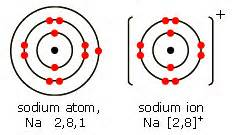 +
sodium atom,
Na 2,8,1
sodium ion
Na [2,8]⁺